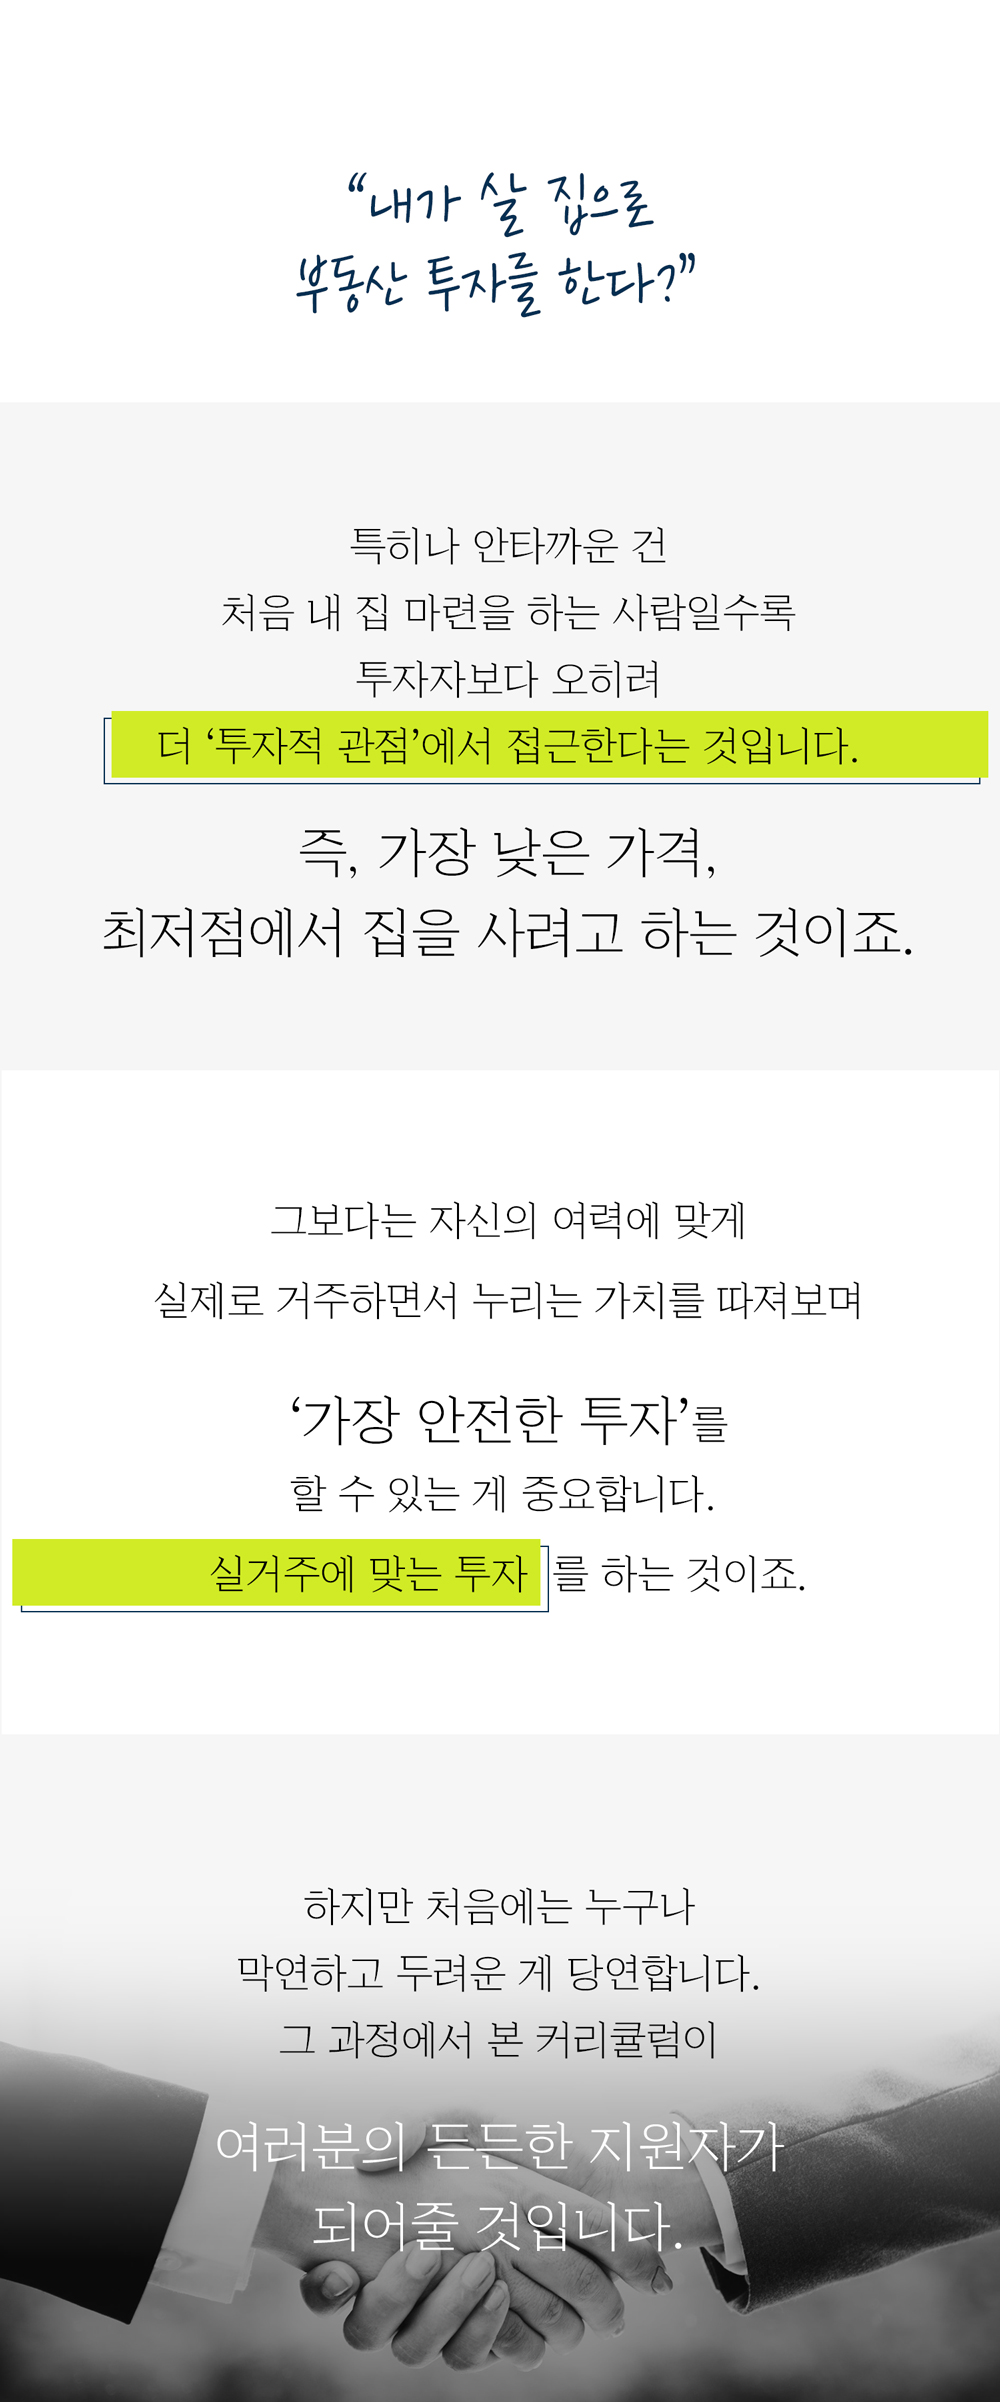 “내가 살 집으로
부동산 투자를 한다?”
특히나 안타까운 건
처음 내 집 마련을 하는 사람일수록
투자자보다 오히려
더 ‘투자적 관점’에서 접근한다는 것입니다.
즉, 가장 낮은 가격,
최저점에서 집을 사려고 하는 것이죠.
그보다는 자신의 여력에 맞게
실제로 거주하면서 누리는 가치를 따져보며
‘가장 안전한 투자’를
할 수 있는 게 중요합니다.
실거주에 맞는 투자를 하는 것이죠.
하지만 처음에는 누구나
막연하고 두려운 게 당연합니다.
그 과정에서 본 커리큘럼이
여러분의 든든한 지원자가
되어줄 것입니다.